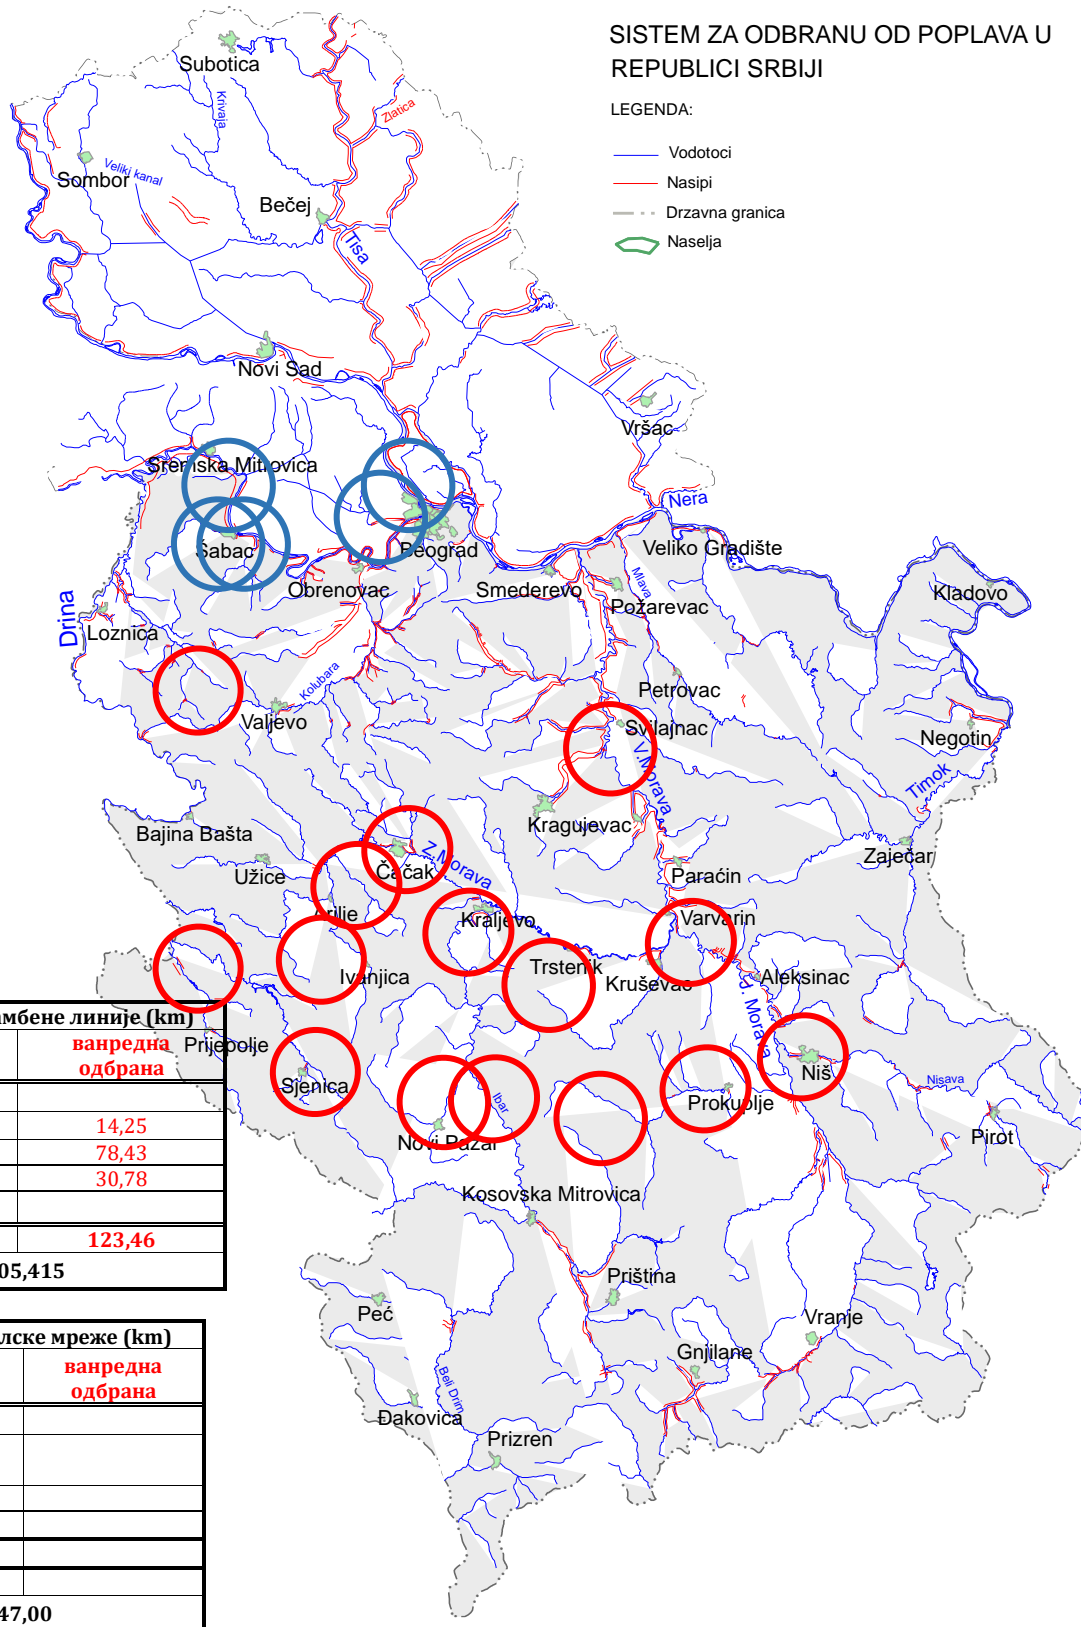 SISTEM ZA ODBRANU OD POPLAVA U
REPUBLICI SRBIJI
LEGENDA:
Vodotoci
Nasipi
Drzavna granica
Naselja
Subotica
Krivaja
Zlatica
Sombor
Veliki kanal
Bečej
Tisa
Novi Sad
Vršac
Sremska Mitrovica
Nera
Šabac
Beograd
Veliko Gradište
Obrenovac
Smederevo
Mlava
Požarevac
Kladovo
Drina
Loznica
Kolubara
Petrovac
Valjevo
Svilajnac
Negotin
V.Morava
Timok
Bajina Bašta
Kragujevac
Zaječar
Užice
Čačak
Z.Morava
Paraćin
Arilje
Kraljevo
Varvarin
Ivanjica
Trstenik
Kruševac
Aleksinac
J. Morava
Prijepolje
Sjenica
Niš
Nisava
Ibar
Prokuplje
Novi Pazar
Pirot
Kosovska Mitrovica
Priština
Peć
Vranje
Gnjilane
Beli Drim
Đakovica
Prizren
мбене линије (km)
ванредна
одбрана
14,25
78,43
30,78
123,46
05,415
лске мреже (km)
ванредна
одбрана
47,00